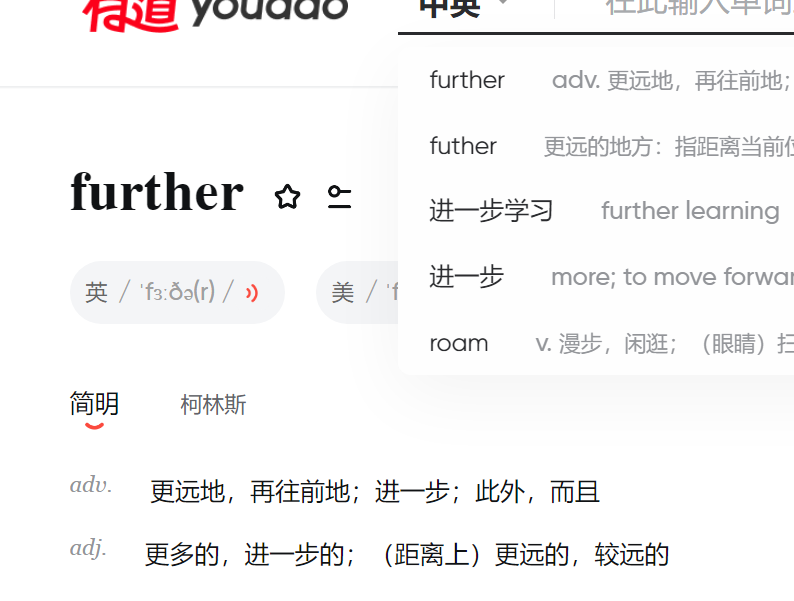 有道 youdao
中英
在此输入单词
further adv. 更远地，再往前地；
futher 更远的地方：指距离当前位
进一步学习 further learning
进一步 more; to move forwar
roam v. 漫步，闲逛；（眼睛）扫
further
英 / ˈfɜːðə(r) /
美 / ˈf
简明 柯林斯
adv. 更远地，再往前地；进一步；此外，而且
adj. 更多的，进一步的；（距离上）更远的，较远的